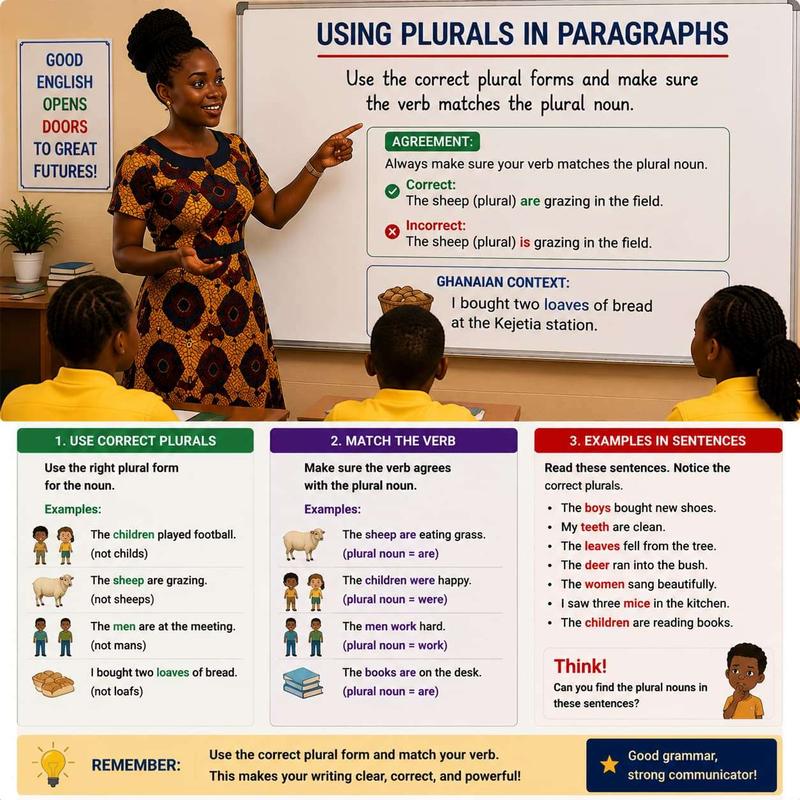 GOOD
ENGLISH
OPENS
DOORS
TO GREAT
FUTURES!
USING PLURALS IN PARAGRAPHS
Use the correct plural forms and make sure
the verb matches the plural noun.
AGREEMENT:
Always make sure your verb matches the plural noun.
Correct:
The sheep (plural) are grazing in the field.
Incorrect:
The sheep (plural) is grazing in the field.
GHANAIAN CONTEXT:
I bought two loaves of bread
at the Kejetia station.
1. USE CORRECT PLURALS
Use the right plural form
for the noun.
Examples:
The children played football.
(not childs)
The sheep are grazing.
(not sheeps)
The men are at the meeting.
(not mans)
I bought two loaves of bread.
(not loafs)
2. MATCH THE VERB
Make sure the verb agrees
with the plural noun.
Examples:
The sheep are eating grass.
(plural noun = are)
The children were happy.
(plural noun = were)
The men work hard.
(plural noun = work)
The books are on the desk.
(plural noun = are)
3. EXAMPLES IN SENTENCES
Read these sentences. Notice the
correct plurals.
• The boys bought new shoes.
• My teeth are clean.
• The leaves fell from the tree.
• The deer ran into the bush.
• The women sang beautifully.
• I saw three mice in the kitchen.
• The children are reading books.
Think!
Can you find the plural nouns in
these sentences?
REMEMBER:
Use the correct plural form and match your verb.
This makes your writing clear, correct, and powerful!
Good grammar,
strong communicator!